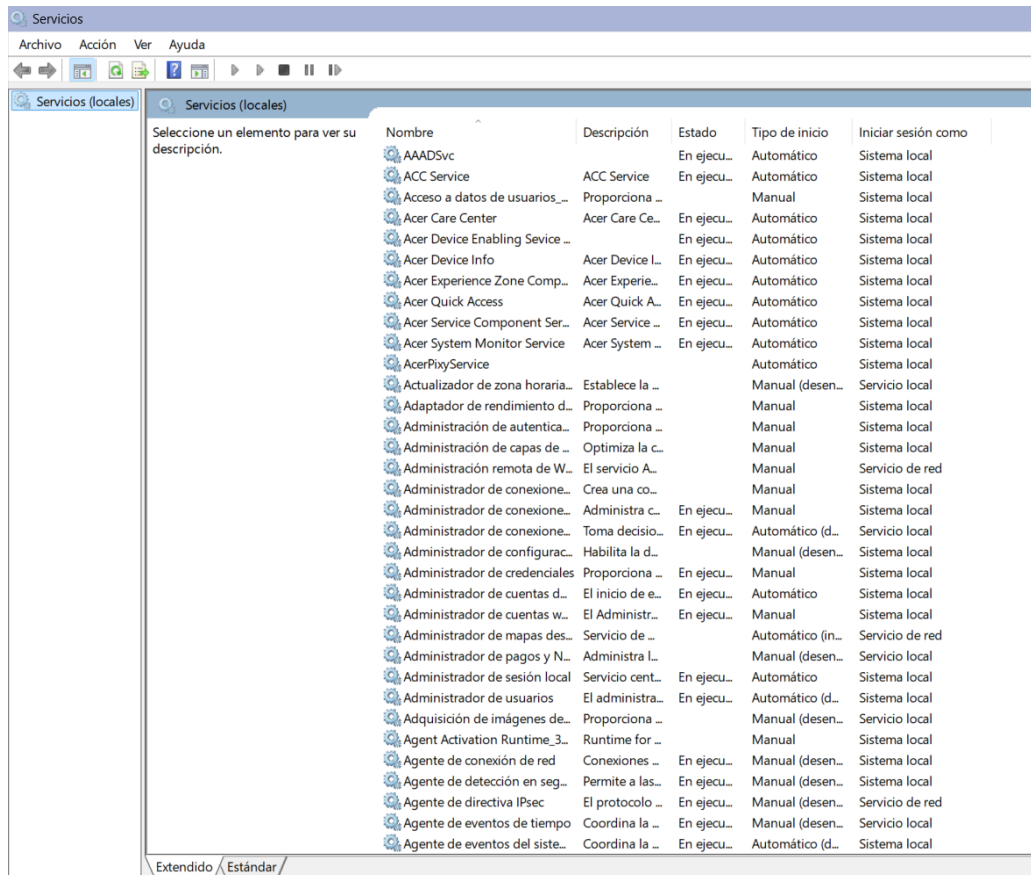 Servicios
Archivo Acción Ver Ayuda
Servicios (locales)
Servicios (locales)
Seleccione un elemento para ver su
descripción.
Nombre Descripción Estado Tipo de inicio Iniciar sesión como
AAADSvc En ejecu... Automático Sistema local
ACC Service ACC Service En ejecu... Automático Sistema local
Acceso a datos de usuarios_... Proporciona ... Manual Sistema local
Acer Care Center Acer Care Ce... En ejecu... Automático Sistema local
Acer Device Enabling Sevice ... En ejecu... Automático Sistema local
Acer Device Info Acer Device I... En ejecu... Automático Sistema local
Acer Experience Zone Comp... Acer Experie... En ejecu... Automático Sistema local
Acer Quick Access Acer Quick A... En ejecu... Automático Sistema local
Acer Service Component Ser... Acer Service ... En ejecu... Automático Sistema local
Acer System Monitor Service Acer System ... En ejecu... Automático Sistema local
AcerPixyService Automático Sistema local
Actualizador de zona horaria... Establece la ... Manual (desen... Servicio local
Adaptador de rendimiento d... Proporciona ... Manual Sistema local
Administración de autentica... Proporciona ... Manual Sistema local
Administración de capas de ... Optimiza la c... Manual Sistema local
Administración remota de W... El servicio A... Manual Servicio de red
Administrador de conexione... Crea una co... Manual Sistema local
Administrador de conexione... Administra c... En ejecu... Manual Sistema local
Administrador de conexione... Toma decisio... En ejecu... Automático (d... Servicio local
Administrador de configurac... Habilita la d... Manual (desen... Sistema local
Administrador de credenciales Proporciona ... En ejecu... Manual Sistema local
Administrador de cuentas d... El inicio de e... En ejecu... Automático Sistema local
Administrador de cuentas w... El Administr... En ejecu... Manual Sistema local
Administrador de mapas des... Servicio de ... Automático (in... Servicio de red
Administrador de pagos y N... Administra l... Manual (desen... Servicio local
Administrador de sesión local Servicio cent... En ejecu... Automático Sistema local
Administrador de usuarios El administra... En ejecu... Automático (d... Sistema local
Adquisición de imágenes de... Proporciona ... Manual (desen... Servicio local
Agent Activation Runtime_3... Runtime for ... Manual Sistema local
Agente de conexión de red Conexiones ... En ejecu... Manual (desen... Sistema local
Agente de detección en seg... Permite a las... En ejecu... Manual (desen... Sistema local
Agente de directiva IPsec El protocolo ... En ejecu... Manual (desen... Servicio de red
Agente de eventos de tiempo Coordina la ... En ejecu... Manual (desen... Servicio local
Agente de eventos del siste... Coordina la ... En ejecu... Automático (d... Sistema local
Extendido Estándar